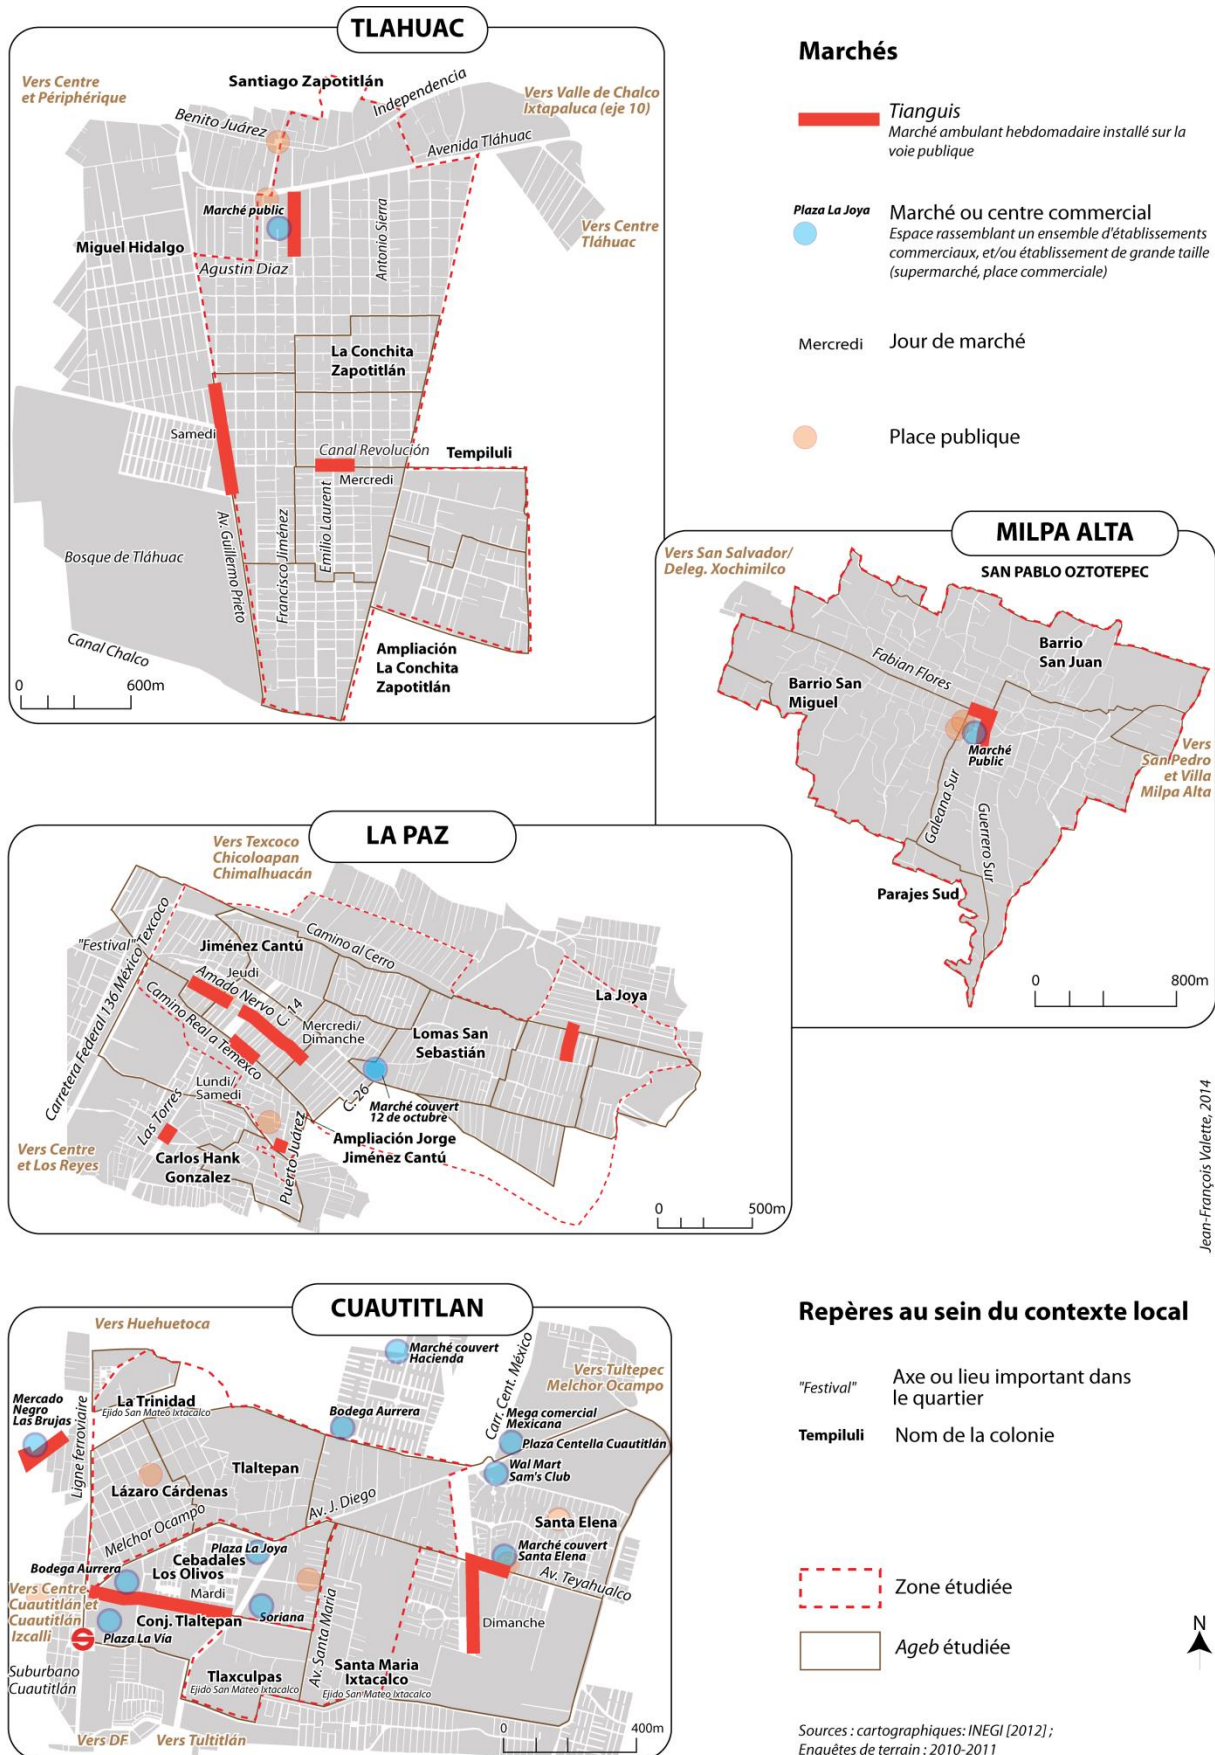 TLAHUAC
Vers Centre
et Périphérique
Santiago Zapotitlán
Independencia
Vers Valle de Chalco
Ixtapaluca (eje 10)
Benito Juárez
Avenida Tláhuac
Marché public
Antonio Sierra
Vers Centre
Tláhuac
Miguel Hidalgo
Agustin Diaz
La Conchita
Zapotitlán
Samedi
Canal Revolución
Tempiluli
Mercredi
Av. Guillermo Prieto
Francisco Jiménez
Emilio Laurent
Bosque de Tláhuac
Canal Chalco
Ampliación
La Conchita
Zapotitlán
0
600m
Marchés
Tianguis
Marché ambulant hebdomadaire installé sur la
voie publique
Plaza La Joya
Marché ou centre commercial
Espace rassemblant un ensemble d'établissements
commerciaux, et/ou établissement de grande taille
(supermarché, place commerciale)
Mercredi
Jour de marché
Place publique
MILPA ALTA
Vers San Salvador/
Deleg. Xochimilco
SAN PABLO OZTOTEPEC
Barrio
San Juan
Fabian Flores
Barrio San
Miguel
Marché
Public
Vers
San Pedro
et Villa
Milpa Alta
Galeana Sur
Guerrero Sur
Parajes Sud
0
800m
LA PAZ
Vers Texcoco
Chicoloapan
Chimalhuacán
"Festival"
Carretera Federal 136 México Texcoco
Jiménez Cantú
Camino al Cerro
Jeudi
Amado Nervo
C. 14
La Joya
Camino Real a Temexco
Mercredi/
Dimanche
Lomas San
Sebastián
Lundi/
Samedi
C. 26
Marché couvert
12 de octubre
Las Torres
Vers Centre
et Los Reyes
Carlos Hank
Gonzalez
Puerto Juárez
Ampliación Jorge
Jiménez Cantú
0
500m
Jean-François Valette, 2014
CUAUTITLAN
Vers Huehuetoca
Marché couvert
Hacienda
Carr. Cent. México
Vers Tultepec
Melchor Ocampo
Mercado
Negro
Las Brujas
Ligne ferroviaire
La Trinidad
Ejido San Mateo Ixtacalco
Bodega Aurrera
Mega comercial
Mexicana
Plaza Centella Cuautitlán
Wal Mart
Sam's Club
Tlaltepan
Lázaro Cárdenas
Melchor Ocampo
Av. J. Diego
Santa Elena
Plaza La Joya
Marché couvert
Santa Elena
Cebadales
Los Olivos
Bodega Aurrera
Av. Teyahualco
Vers Centre
Cuautitlán et
Cuautitlán
Izcalli
Mardi
Conj. Tlaltepan
Soriana
Plaza La Vía
Av. Santa Maria
Dimanche
Suburbano
Cuautitlán
Tlaxculpas
Ejido San Mateo Ixtacalco
Santa Maria
Ixtacalco
Ejido San Mateo Ixtacalco
Vers DF
Vers Tultitlán
0
400m
Repères au sein du contexte local
"Festival"
Axe ou lieu important dans
le quartier
Tempiluli
Nom de la colonie
Zone étudiée
Ageb étudiée
N
Sources : cartographiques: INEGI [2012] ;
Enquêtes de terrain : 2010-2011